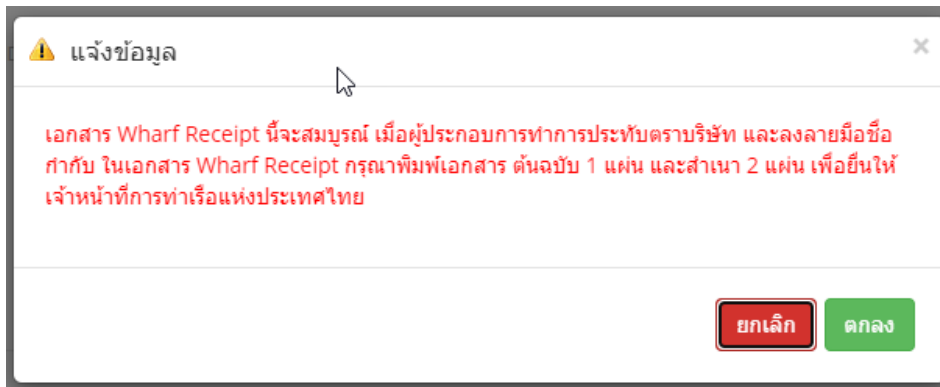 แจ้งข้อมูล
×
เอกสาร Wharf Receipt นี้จะสมบูรณ์ เมื่อผู้ประกอบการทำการประทับตราบริษัท และลงลายมือชื่อ
กำกับ ในเอกสาร Wharf Receipt กรุณาพิมพ์เอกสาร ต้นฉบับ 1 แผ่น และสำเนา 2 แผ่น เพื่อยื่นให้
เจ้าหน้าที่การท่าเรือแห่งประเทศไทย
ยกเลิก ตกลง